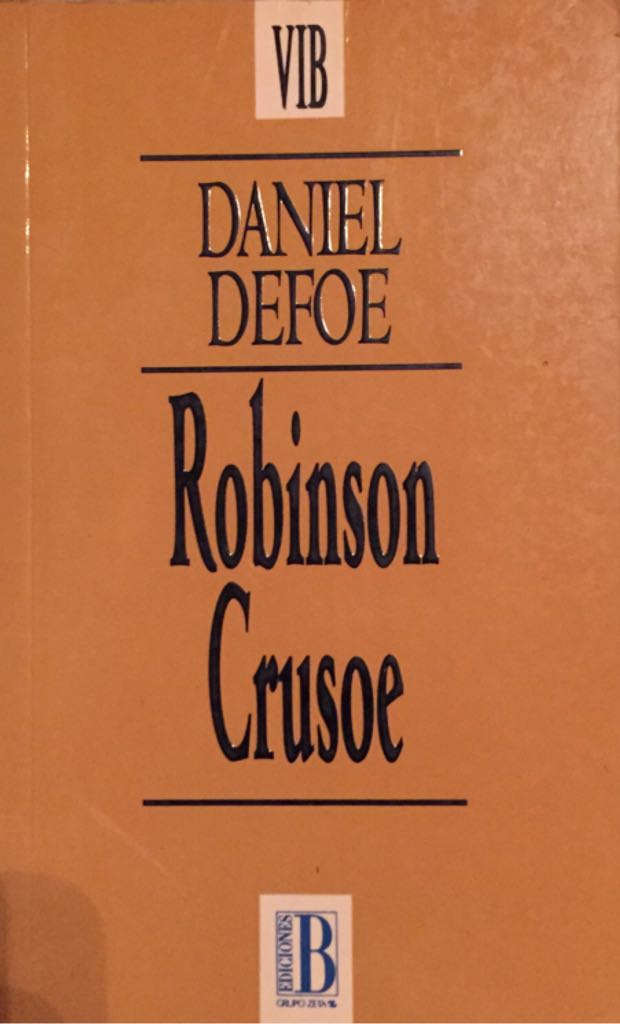 VIB
DANIEL
DEFOE
Robinson
Crusoe
EDICIONES
B
GRUPO ZETA